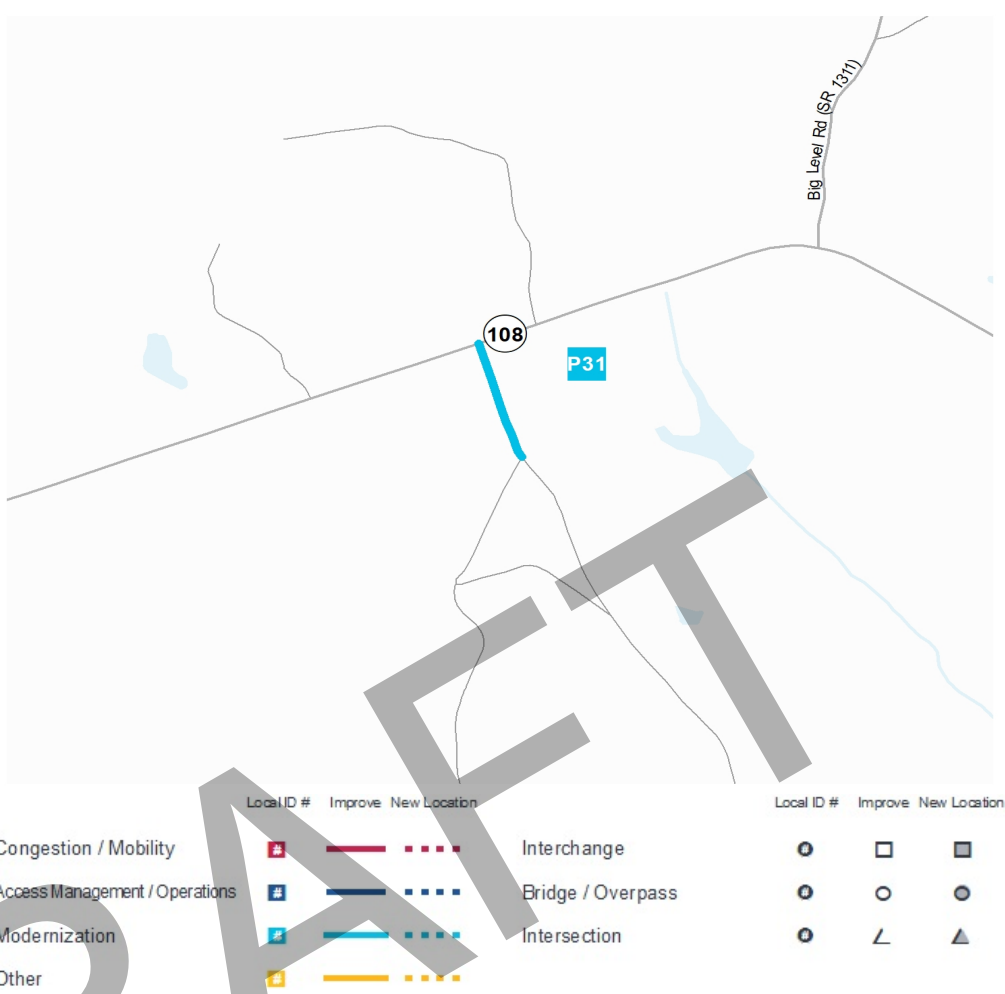 Big Level Rd (SR 1311)
108
P31
Local ID # Improve New Location
Local ID # Improve New Location
Congestion / Mobility #
Interchange #
Access Management / Operations #
Bridge / Overpass #
Modernization #
Intersection #
Other #
DRAFT